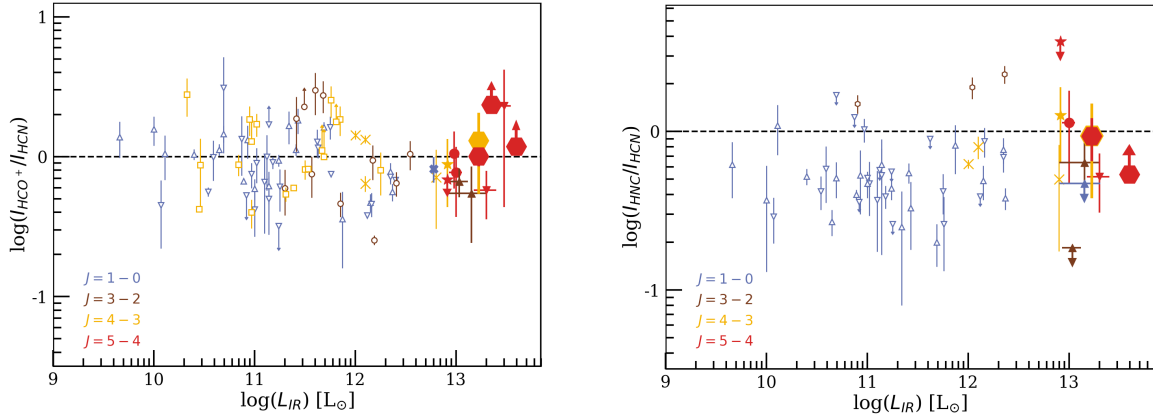 log(I_HCO+/I_HCN)
1
0
-1
J = 1 − 0
J = 3 − 2
J = 4 − 3
J = 5 − 4
9 10 11 12 13
log(L_IR) [L_⊙]
log(I_HNC/I_HCN)
0
-1
J = 1 − 0
J = 3 − 2
J = 4 − 3
J = 5 − 4
9 10 11 12 13
log(L_IR) [L_⊙]